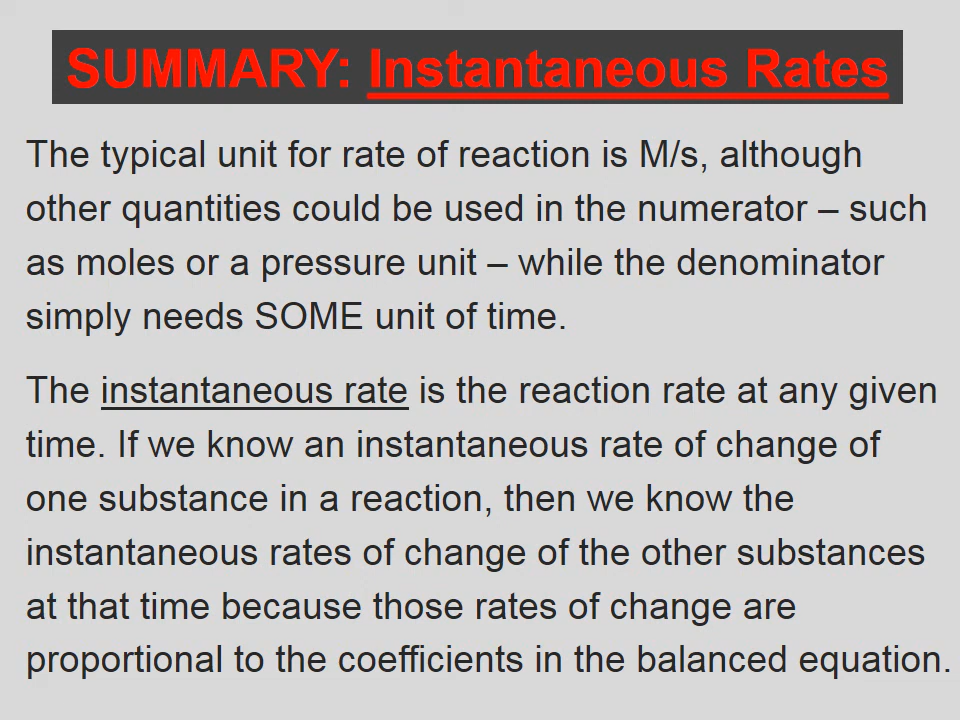 SUMMARY: Instantaneous Rates
The typical unit for rate of reaction is M/s, although
other quantities could be used in the numerator – such
as moles or a pressure unit – while the denominator
simply needs SOME unit of time.
The instantaneous rate is the reaction rate at any given
time. If we know an instantaneous rate of change of
one substance in a reaction, then we know the
instantaneous rates of change of the other substances
at that time because those rates of change are
proportional to the coefficients in the balanced equation.